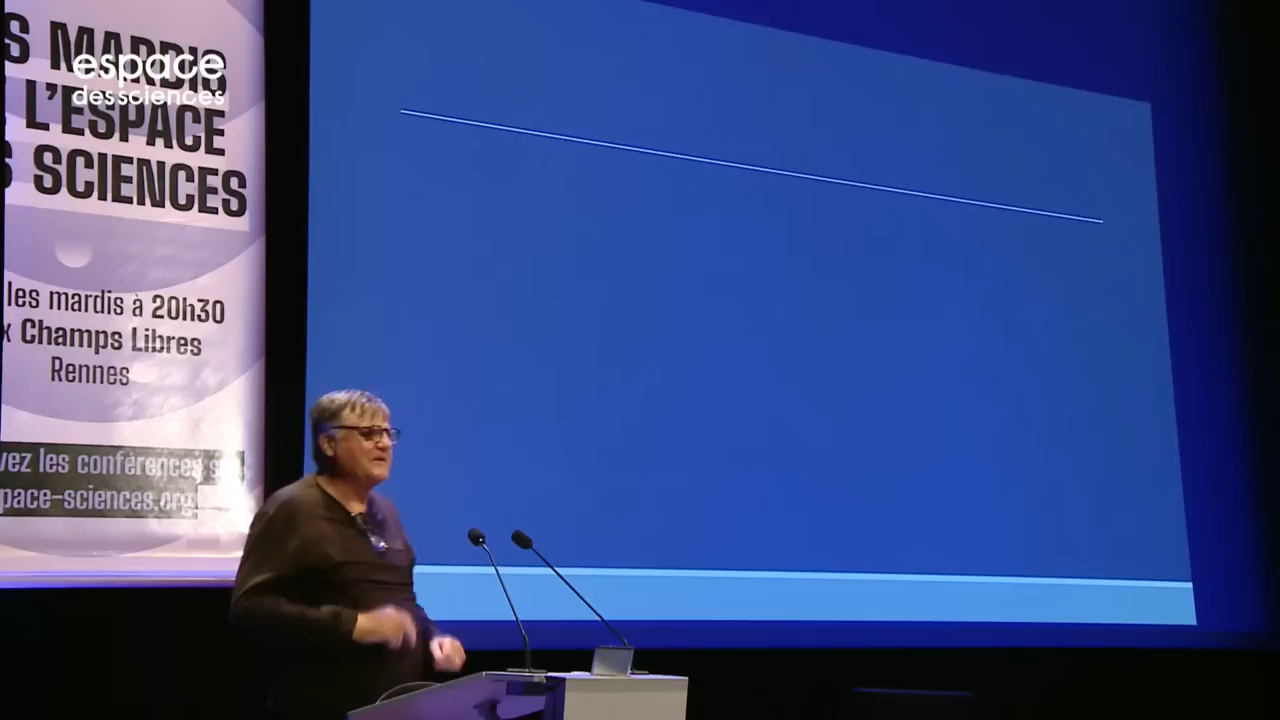 S MARDIS
L'ESPACE
S SCIENCES
espace
des sciences
les mardis à 20h30
x Champs Libres
Rennes
vez les conférences s
pace-sciences.org